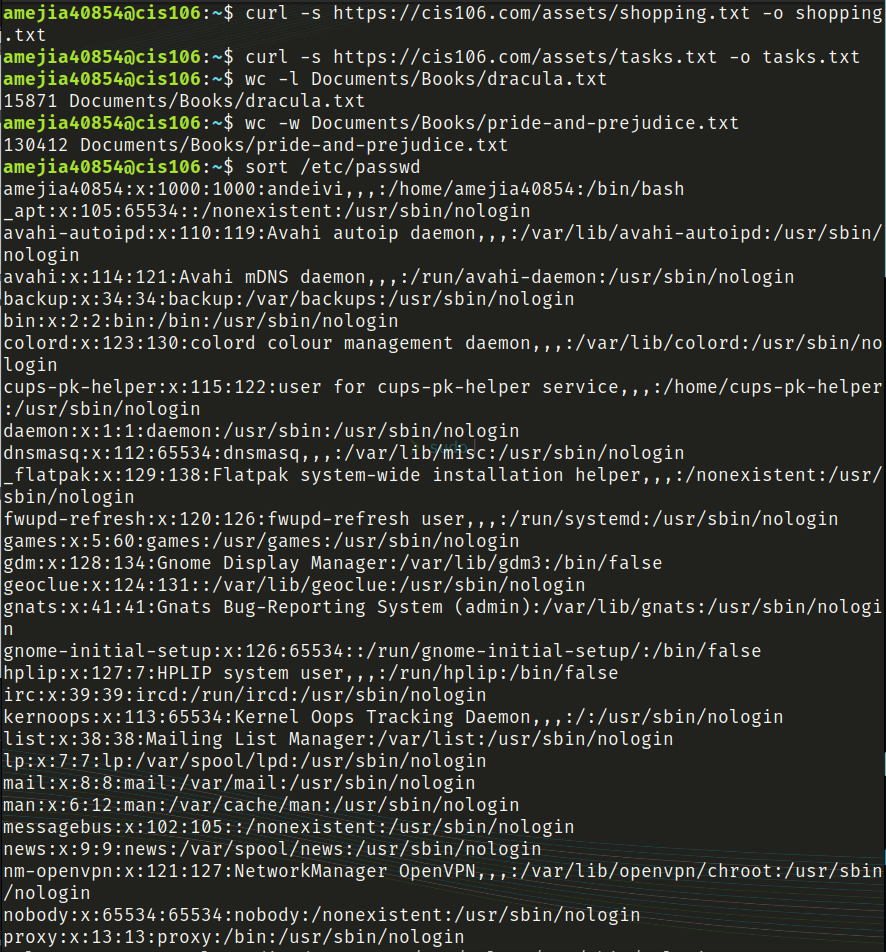 amejia40854@cis106:~$ curl -s https://cis106.com/assets/shopping.txt -o shopping
.txt
amejia40854@cis106:~$ curl -s https://cis106.com/assets/tasks.txt -o tasks.txt
amejia40854@cis106:~$ wc -l Documents/Books/dracula.txt
15871 Documents/Books/dracula.txt
amejia40854@cis106:~$ wc -w Documents/Books/pride-and-prejudice.txt
130412 Documents/Books/pride-and-prejudice.txt
amejia40854@cis106:~$ sort /etc/passwd
amejia40854:x:1000:1000:andeivi,,,:/home/amejia40854:/bin/bash
_apt:x:105:65534::/nonexistent:/usr/sbin/nologin
avahi-autoipd:x:110:119:Avahi autoip daemon,,,:/var/lib/avahi-autoipd:/usr/sbin/
nologin
avahi:x:114:121:Avahi mDNS daemon,,,:/run/avahi-daemon:/usr/sbin/nologin
backup:x:34:34:backup:/var/backups:/usr/sbin/nologin
bin:x:2:2:bin:/bin:/usr/sbin/nologin
colord:x:123:130:colord colour management daemon,,,:/var/lib/colord:/usr/sbin/no
login
cups-pk-helper:x:115:122:user for cups-pk-helper service,,,:/home/cups-pk-helper
:/usr/sbin/nologin
daemon:x:1:1:daemon:/usr/sbin:/usr/sbin/nologin
dnsmasq:x:112:65534:dnsmasq,,,:/var/lib/misc:/usr/sbin/nologin
_flatpak:x:129:138:Flatpak system-wide installation helper,,,:/nonexistent:/usr/
sbin/nologin
fwupd-refresh:x:120:126:fwupd-refresh user,,,:/run/systemd:/usr/sbin/nologin
games:x:5:60:games:/usr/games:/usr/sbin/nologin
gdm:x:128:134:Gnome Display Manager:/var/lib/gdm3:/bin/false
geoclue:x:124:131::/var/lib/geoclue:/usr/sbin/nologin
gnats:x:41:41:Gnats Bug-Reporting System (admin):/var/lib/gnats:/usr/sbin/nologi
n
gnome-initial-setup:x:126:65534::/run/gnome-initial-setup/:/bin/false
hplip:x:127:7:HPLIP system user,,,:/run/hplip:/bin/false
irc:x:39:39:ircd:/run/ircd:/usr/sbin/nologin
kernoops:x:113:65534:Kernel Oops Tracking Daemon,,,:/:/usr/sbin/nologin
list:x:38:38:Mailing List Manager:/var/list:/usr/sbin/nologin
lp:x:7:7:lp:/var/spool/lpd:/usr/sbin/nologin
mail:x:8:8:mail:/var/mail:/usr/sbin/nologin
man:x:6:12:man:/var/cache/man:/usr/sbin/nologin
messagebus:x:102:105::/nonexistent:/usr/sbin/nologin
news:x:9:9:news:/var/spool/news:/usr/sbin/nologin
nm-openvpn:x:121:127:NetworkManager OpenVPN,,,:/var/lib/openvpn/chroot:/usr/sbin
/nologin
nobody:x:65534:65534:nobody:/nonexistent:/usr/sbin/nologin
proxy:x:13:13:proxy:/bin:/usr/sbin/nologin